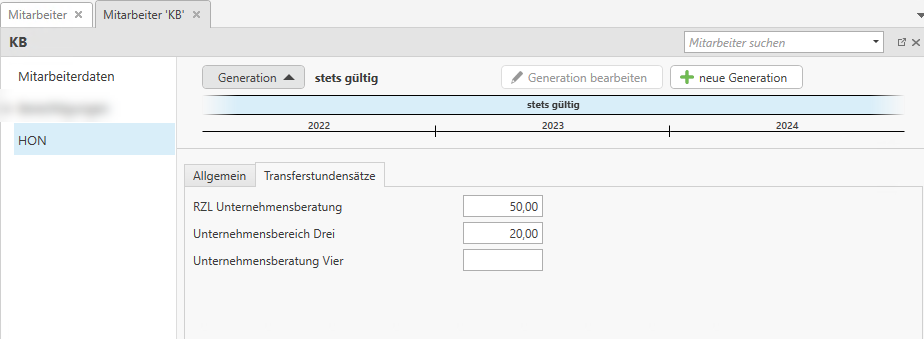 Mitarbeiter
Mitarbeiter 'KB'
KB
Mitarbeiter suchen
Mitarbeiterdaten
HON
Generation stets gültig
Generation bearbeiten
neue Generation
stets gültig
2022 2023 2024
Allgemein
Transferstundensätze
RZL Unternehmensberatung 50,00
Unternehmensbereich Drei 20,00
Unternehmensberatung Vier